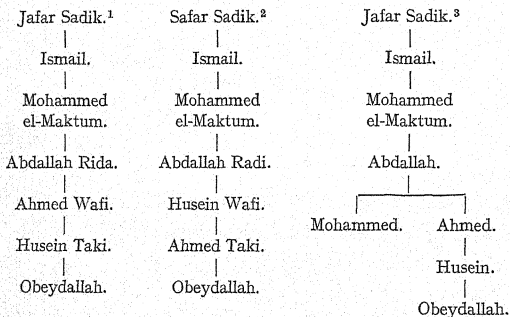 Jafar Sadik.¹
Ismail.
Mohammed
el-Maktum.
Abdallah Rida.
Ahmed Wafi.
Husein Taki.
Obeydallah.
Safar Sadik.²
Ismail.
Mohammed
el-Maktum.
Abdallah Radi.
Husein Wafi.
Ahmed Taki.
Obeydallah.
Jafar Sadik.³
Ismail.
Mohammed
el-Maktum.
Abdallah.
Mohammed. Ahmed.
Husein.
Obeydallah.